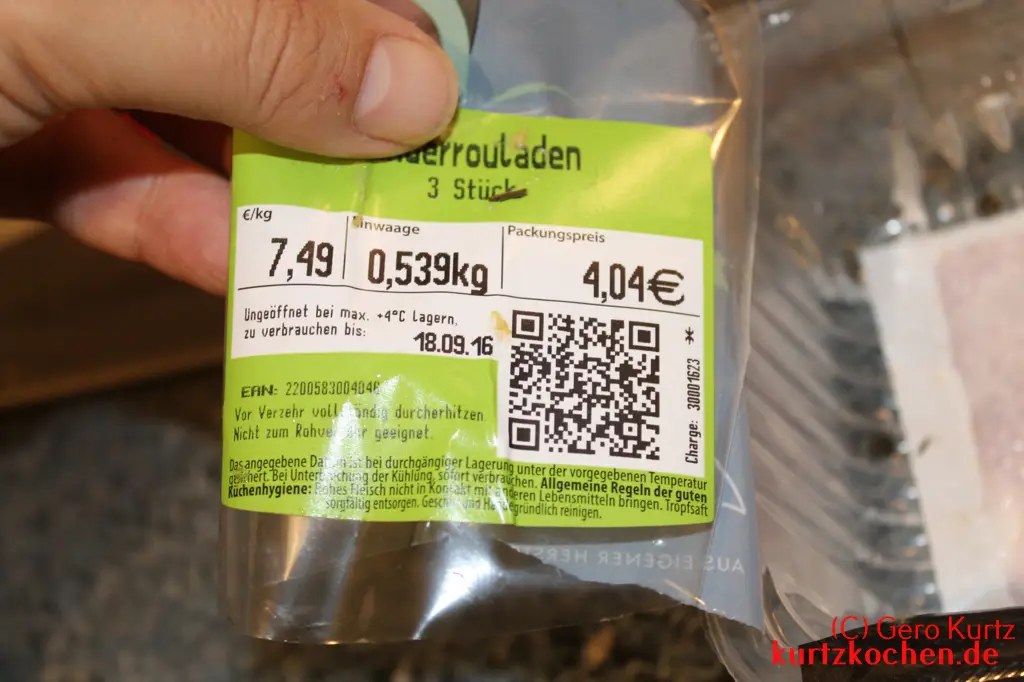 derrouladen
3 Stück
€/kg
7,49
Einwaage
0,539kg
Packungspreis
4,04€
Ungeöffnet bei max. +4°C Lagern,
zu verbrauchen bis:
18.09.16
EAN: 2200583004046
Vor Verzehr vollständig durcherhitzen.
Nicht zum Rohverzehr geeignet.
Charge: 30001623 *
Das angegebene Datum ist bei durchgängiger Lagerung unter der vorgegebenen Temperatur
gesichert. Bei Unterbrechung der Kühlung, sofort verbrauchen. Allgemeine Regeln der guten
Küchenhygiene: Rohes Fleisch nicht in Kontakt mit anderen Lebensmitteln bringen. Tropfsaft
sorgfältig entsorgen. Geschirr und Hände gründlich reinigen.
AUS EIGENER HERST
(C) Gero Kurtz
kurtzkochen.de